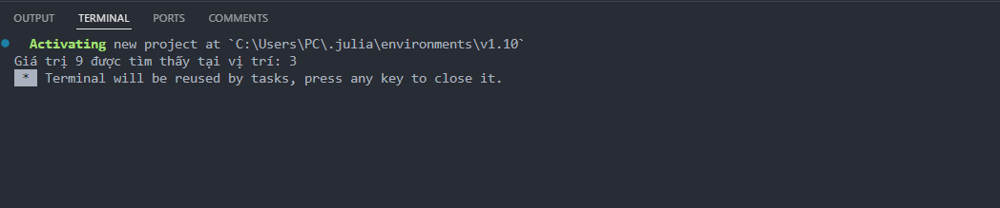 OUTPUT TERMINAL PORTS COMMENTS
Activating new project at `C:\Users\PC\.julia\environments\v1.10`
Giá trị 9 được tìm thấy tại vị trí: 3
* Terminal will be reused by tasks, press any key to close it.